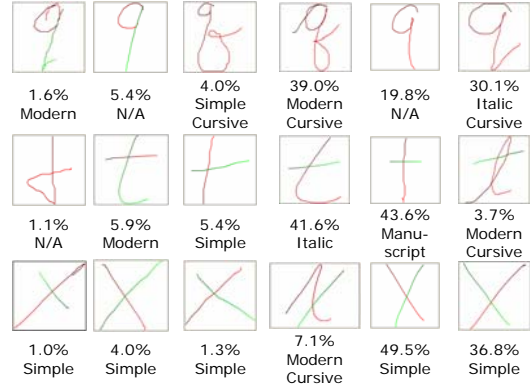 q q q q q q
1.6% 5.4% 4.0% 39.0% 19.8% 30.1%
Modern N/A Simple Modern N/A Italic
Cursive Cursive Cursive
t t t t t t
1.1% 5.9% 5.4% 41.6% 43.6% 3.7%
N/A Modern Simple Italic Manu- Modern
script Cursive
x x x x x x
1.0% 4.0% 1.3% 7.1% 49.5% 36.8%
Simple Simple Simple Modern Simple Simple
Cursive